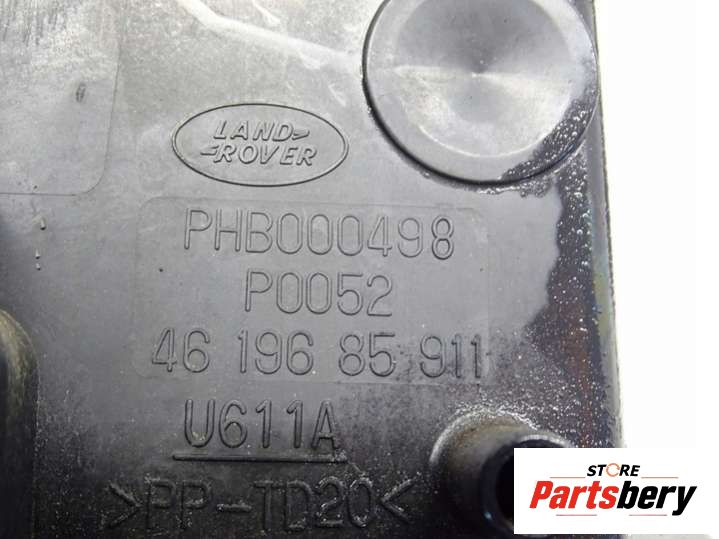 LAND
ROVER
PHB000498
P0052
46 196 85 911
U611A
>PP-TD20<
STORE
Partsbery